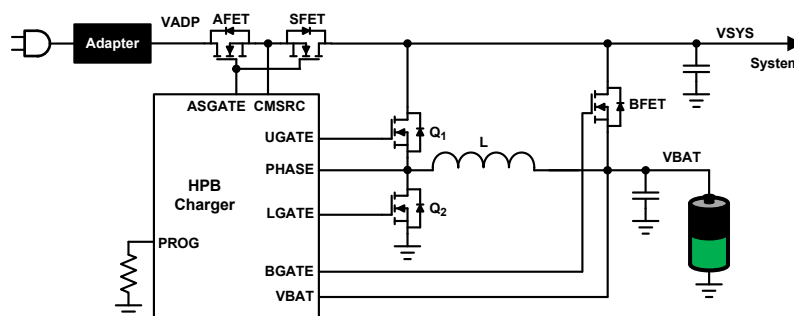 VADP
AFET
SFET
VSYS
Adapter
System
ASGATE
CMSRC
BFET
UGATE
Q1
L
PHASE
VBAT
HPB
Charger
LGATE
Q2
PROG
BGATE
VBAT